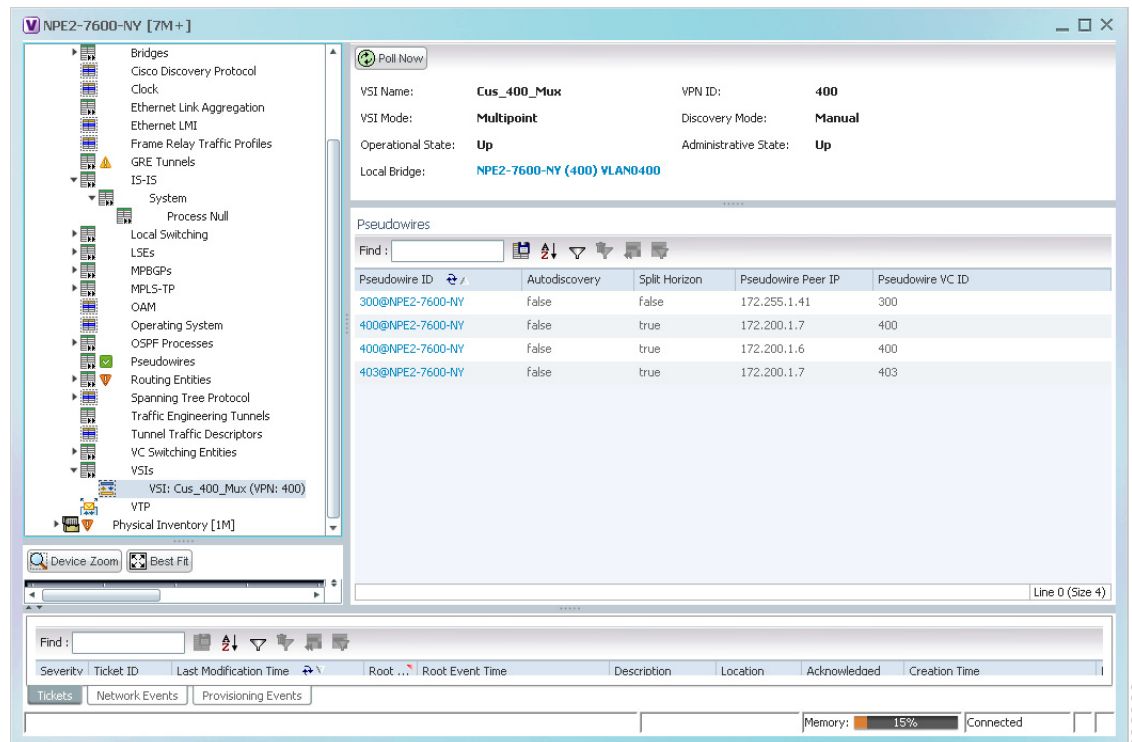 NPE2-7600-NY [7M+]
Bridges
Cisco Discovery Protocol
Clock
Ethernet Link Aggregation
Ethernet LMI
Frame Relay Traffic Profiles
GRE Tunnels
IS-IS
System
Process Null
Local Switching
LSEs
MPBGPs
MPLS-TP
OAM
Operating System
OSPF Processes
Pseudowires
Routing Entities
Spanning Tree Protocol
Traffic Engineering Tunnels
Tunnel Traffic Descriptors
VC Switching Entities
VSIs
VSI: Cus_400_Mux (VPN: 400)
VTP
Physical Inventory [1M]
Device Zoom Best Fit
Poll Now
VSI Name: Cus_400_Mux VPN ID: 400
VSI Mode: Multipoint Discovery Mode: Manual
Operational State: Up Administrative State: Up
Local Bridge: NPE2-7600-NY (400) VLAN0400
Pseudowires
Find :
Pseudowire ID Autodiscovery Split Horizon Pseudowire Peer IP Pseudowire VC ID
300@NPE2-7600-NY false false 172.255.1.41 300
400@NPE2-7600-NY false true 172.200.1.7 400
400@NPE2-7600-NY false true 172.200.1.6 400
403@NPE2-7600-NY false true 172.200.1.7 403
Line 0 (Size 4)
Find :
Severity Ticket ID Last Modification Time Root ... Root Event Time Description Location Acknowledged Creation Time
Tickets Network Events Provisioning Events
Memory: 15% Connected